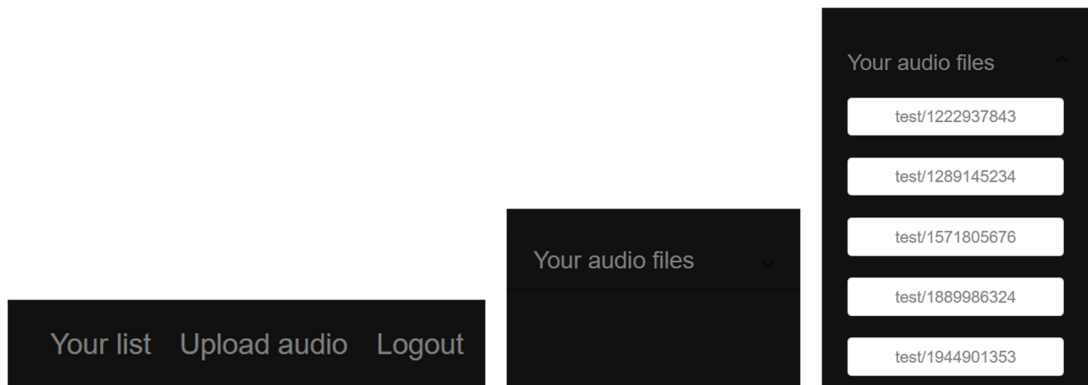 Your list Upload audio Logout
Your audio files
Your audio files
test/1222937843
test/1289145234
test/1571805676
test/1889986324
test/1944901353